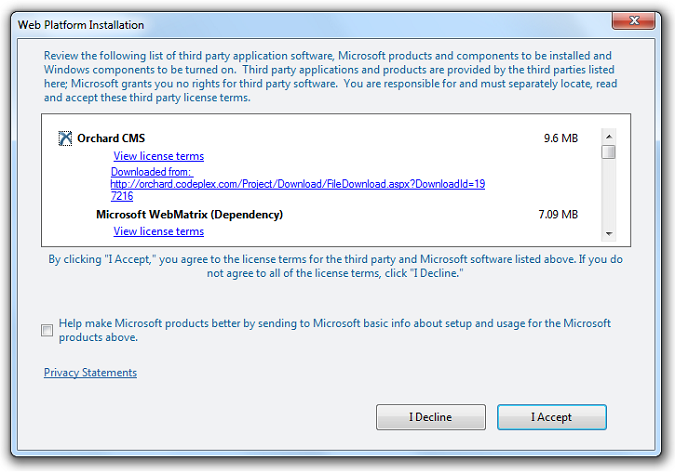 Web Platform Installation
Review the following list of third party application software, Microsoft products and components to be installed and
Windows components to be turned on.  Third party applications and products are provided by the third parties listed
here; Microsoft grants you no rights for third party software.  You are responsible for and must separately locate, read
and accept these third party license terms.
Orchard CMS 9.6 MB
View license terms
Downloaded from:
http://orchard.codeplex.com/Project/Download/FileDownload.aspx?DownloadId=19
7216
Microsoft WebMatrix (Dependency) 7.09 MB
View license terms
By clicking "I Accept," you agree to the license terms for the third party and Microsoft software listed above. If you do
not agree to all of the license terms, click "I Decline."
Help make Microsoft products better by sending to Microsoft basic info about setup and usage for the Microsoft
products above.
Privacy Statements
I Decline I Accept